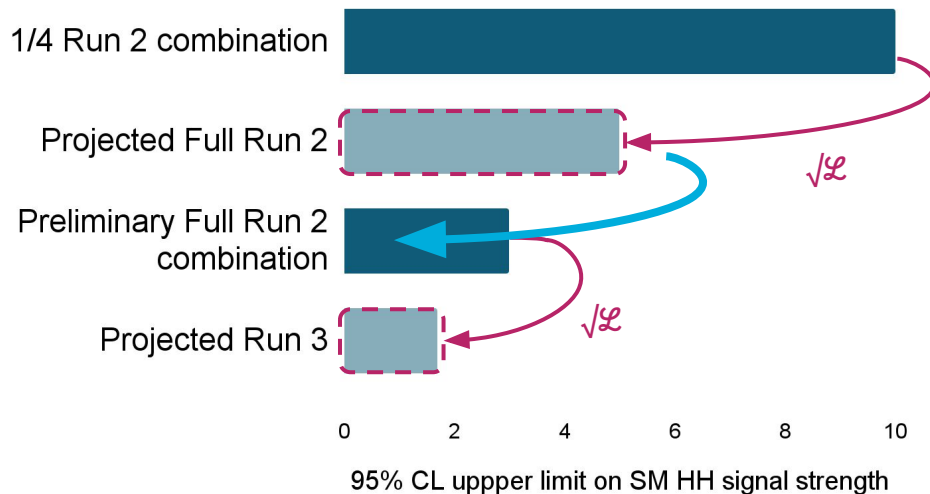 1/4 Run 2 combination
Projected Full Run 2
√ℒ
Preliminary Full Run 2
combination
√ℒ
Projected Run 3
0 2 4 6 8 10
95% CL uppper limit on SM HH signal strength